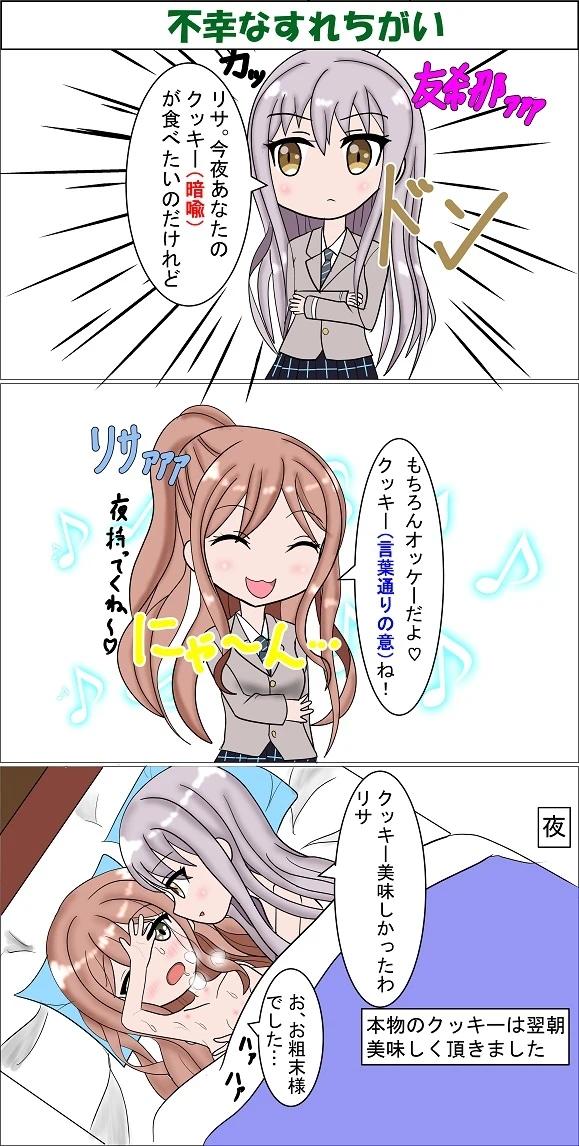 不幸なすれちがい
友希那ァァァ
カッ
リサ。今夜あなたの
クッキー(暗喩)
が食べたいのだけれど
ドン
もちろんオッケーだよ♡
クッキー(言葉通りの意)ね！
リサァァァ
夜持ってくね〜♡
にゃ〜ん…
夜
クッキー美味しかったわ
リサ
お、お粗末様
でした…
ハァ
ハァ
本物のクッキーは翌朝
美味しく頂きました